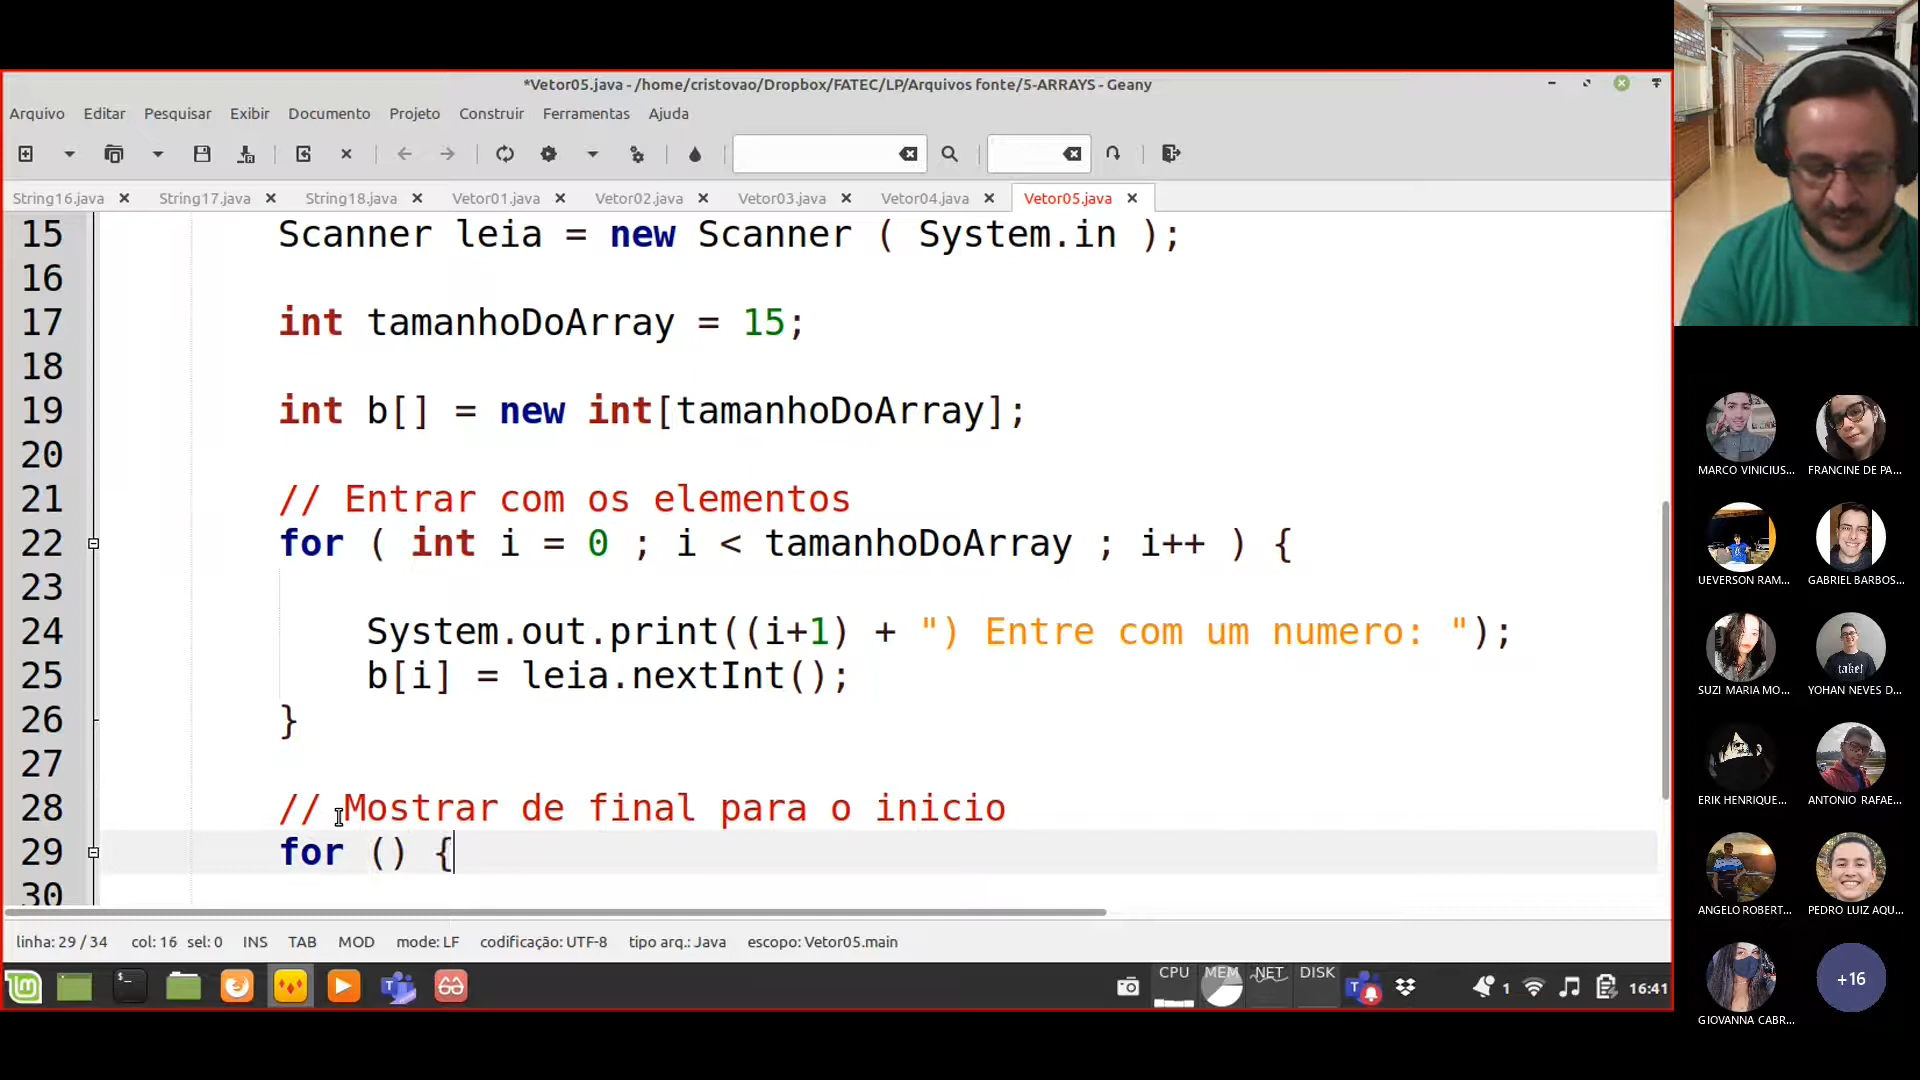 *Vetor05.java - /home/cristovao/Dropbox/FATEC/LP/Arquivos fonte/5-ARRAYS - Geany
Arquivo Editar Pesquisar Exibir Documento Projeto Construir Ferramentas Ajuda
String16.java String17.java String18.java Vetor01.java Vetor02.java Vetor03.java Vetor04.java Vetor05.java
15 Scanner leia = new Scanner ( System.in );
16
17 int tamanhoDoArray = 15;
18
19 int b[] = new int[tamanhoDoArray];
20
21 // Entrar com os elementos
22 for ( int i = 0 ; i < tamanhoDoArray ; i++ ) {
23
24 System.out.print((i+1) + ") Entre com um numero: ");
25 b[i] = leia.nextInt();
26 }
27
28 // Mostrar de final para o inicio
29 for () {
30
linha: 29 / 34 col: 16 sel: 0 INS TAB MOD mode: LF codificação: UTF-8 tipo arq.: Java escopo: Vetor05.main
CPU MEM NET DISK 1 16:41
MARCO VINICIUS... FRANCINE DE PA...
UEVERSON RAM... GABRIEL BARBOS...
SUZI MARIA MO... YOHAN NEVES D...
ERIK HENRIQUE... ANTONIO RAFAE...
ANGELO ROBERT... PEDRO LUIZ AQU...
+16
GIOVANNA CABR...